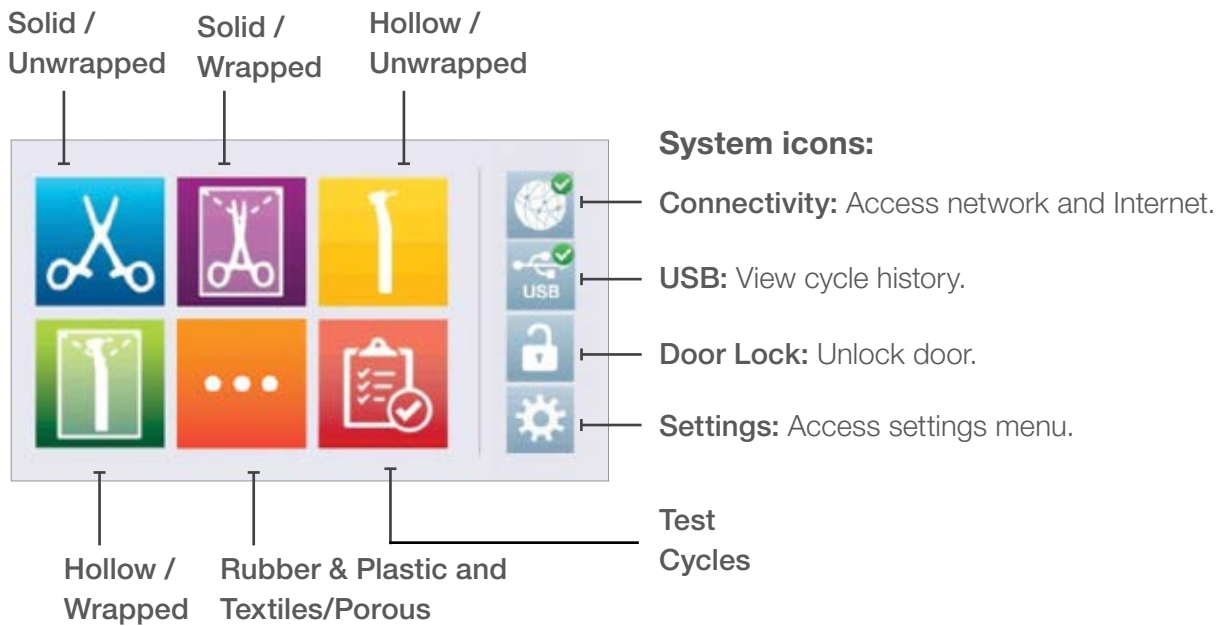 Solid /
Unwrapped
Solid /
Wrapped
Hollow /
Unwrapped
System icons:
Connectivity: Access network and Internet.
USB
USB: View cycle history.
Door Lock: Unlock door.
Settings: Access settings menu.
Test
Cycles
Hollow /
Wrapped
Rubber & Plastic and
Textiles/Porous